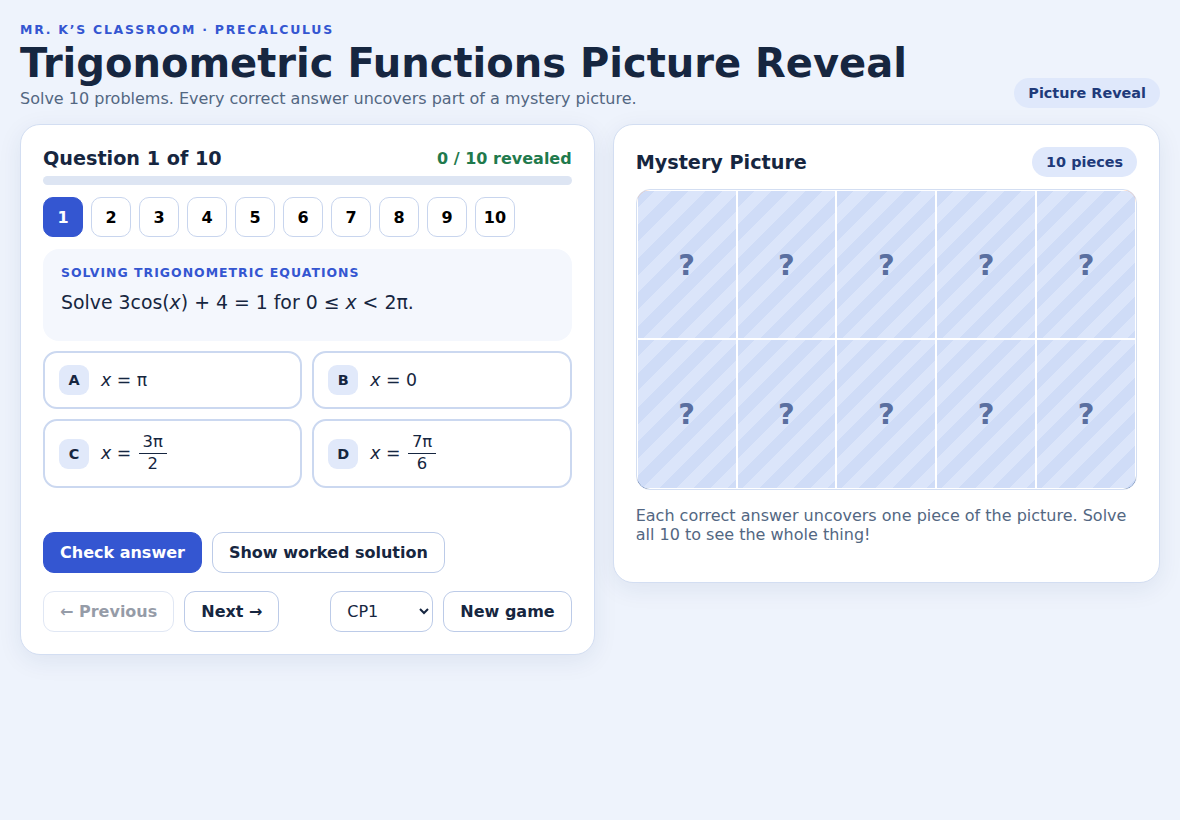 MR. K’S CLASSROOM · PRECALCULUS
Trigonometric Functions Picture Reveal
Solve 10 problems. Every correct answer uncovers part of a mystery picture.
Picture Reveal
Question 1 of 10
0 / 10 revealed
1 2 3 4 5 6 7 8 9 10
SOLVING TRIGONOMETRIC EQUATIONS
Solve 3cos(x) + 4 = 1 for 0 ≤ x < 2π.
A x = π
B x = 0
C x = 3π/2
D x = 7π/6
Check answer
Show worked solution
← Previous
Next →
CP1
New game
Mystery Picture
10 pieces
? ? ? ? ?
? ? ? ? ?
Each correct answer uncovers one piece of the picture. Solve
all 10 to see the whole thing!